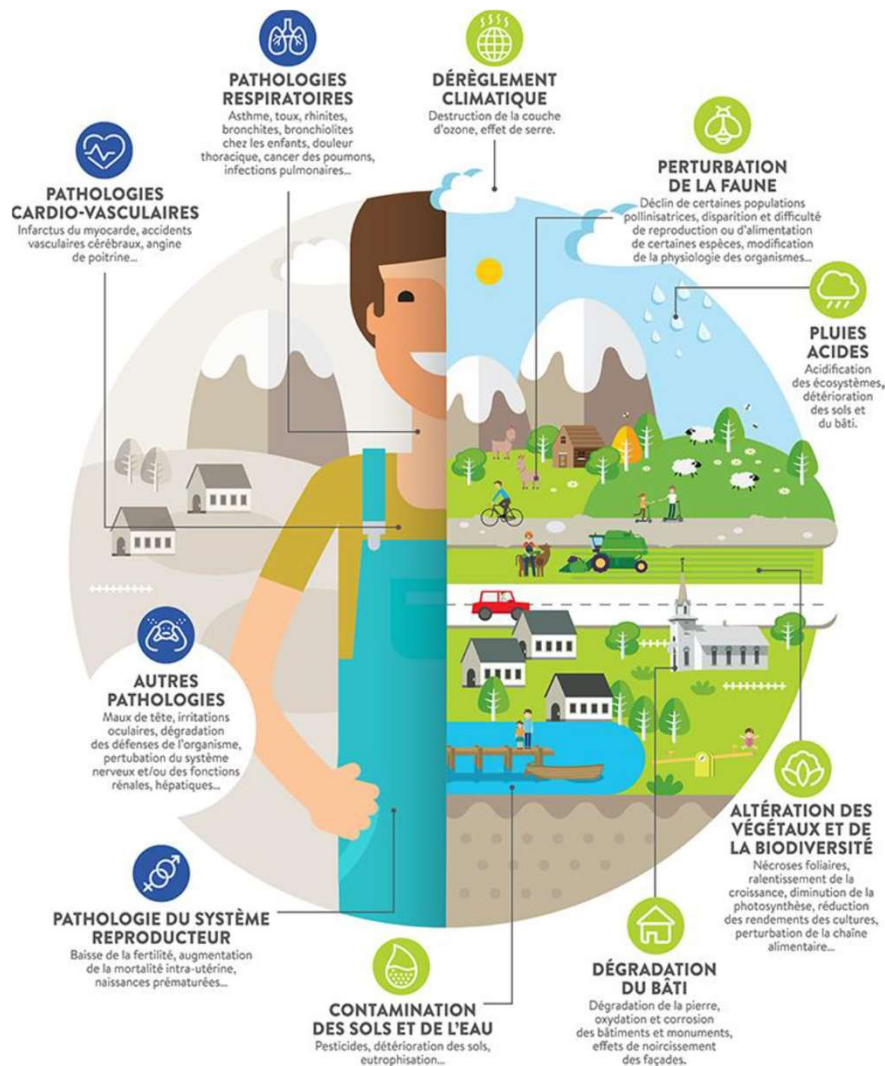 PATHOLOGIES
RESPIRATOIRES
Asthme, toux, rhinites,
bronchites, bronchiolites
chez les enfants, douleur
thoracique, cancer des poumons,
infections pulmonaires...
DÉRÈGLEMENT
CLIMATIQUE
Destruction de la couche
d'ozone, effet de serre.
PATHOLOGIES
CARDIO-VASCULAIRES
Infarctus du myocarde, accidents
vasculaires cérébraux, angine
de poitrine...
PERTURBATION
DE LA FAUNE
Déclin de certaines populations
pollinisatrices, disparition et difficulté
de reproduction ou d'alimentation
de certaines espèces, modification
de la physiologie des organismes...
PLUIES
ACIDES
Acidification
des écosystèmes,
détérioration
des sols et
du bâti.
AUTRES
PATHOLOGIES
Maux de tête, irritations
oculaires, dégradation
des défenses de l'organisme,
pertubation du système
nerveux et/ou des fonctions
rénales, hépatiques...
ALTÉRATION DES
VÉGÉTAUX ET DE
LA BIODIVERSITÉ
Nécroses foliaires,
ralentissement de la
croissance, diminution de la
photosynthèse, réduction
des rendements des cultures,
perturbation de la chaîne
alimentaire...
PATHOLOGIE DU SYSTÈME
REPRODUCTEUR
Baisse de la fertilité, augmentation
de la mortalité intra-utérine,
naissances prématurées...
CONTAMINATION
DES SOLS ET DE L'EAU
Pesticides, détérioration des sols,
eutrophisation...
DÉGRADATION
DU BÂTI
Dégradation de la pierre,
oxydation et corrosion
des bâtiments et monuments,
effets de noircissement
des façades.